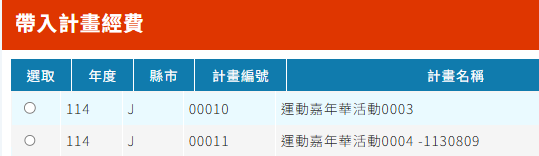 帶入計畫經費
選取 年度 縣市 計畫編號 計畫名稱
114 J 00010 運動嘉年華活動0003
114 J 00011 運動嘉年華活動0004 -1130809